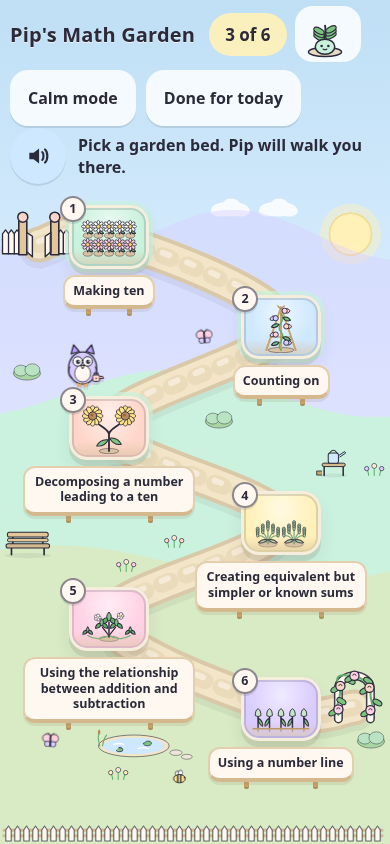 Pip's Math Garden
3 of 6
Calm mode
Done for today
Pick a garden bed. Pip will walk you
there.
1
Making ten
2
Counting on
3
Decomposing a number
leading to a ten
4
Creating equivalent but
simpler or known sums
5
Using the relationship
between addition and
subtraction
6
Using a number line